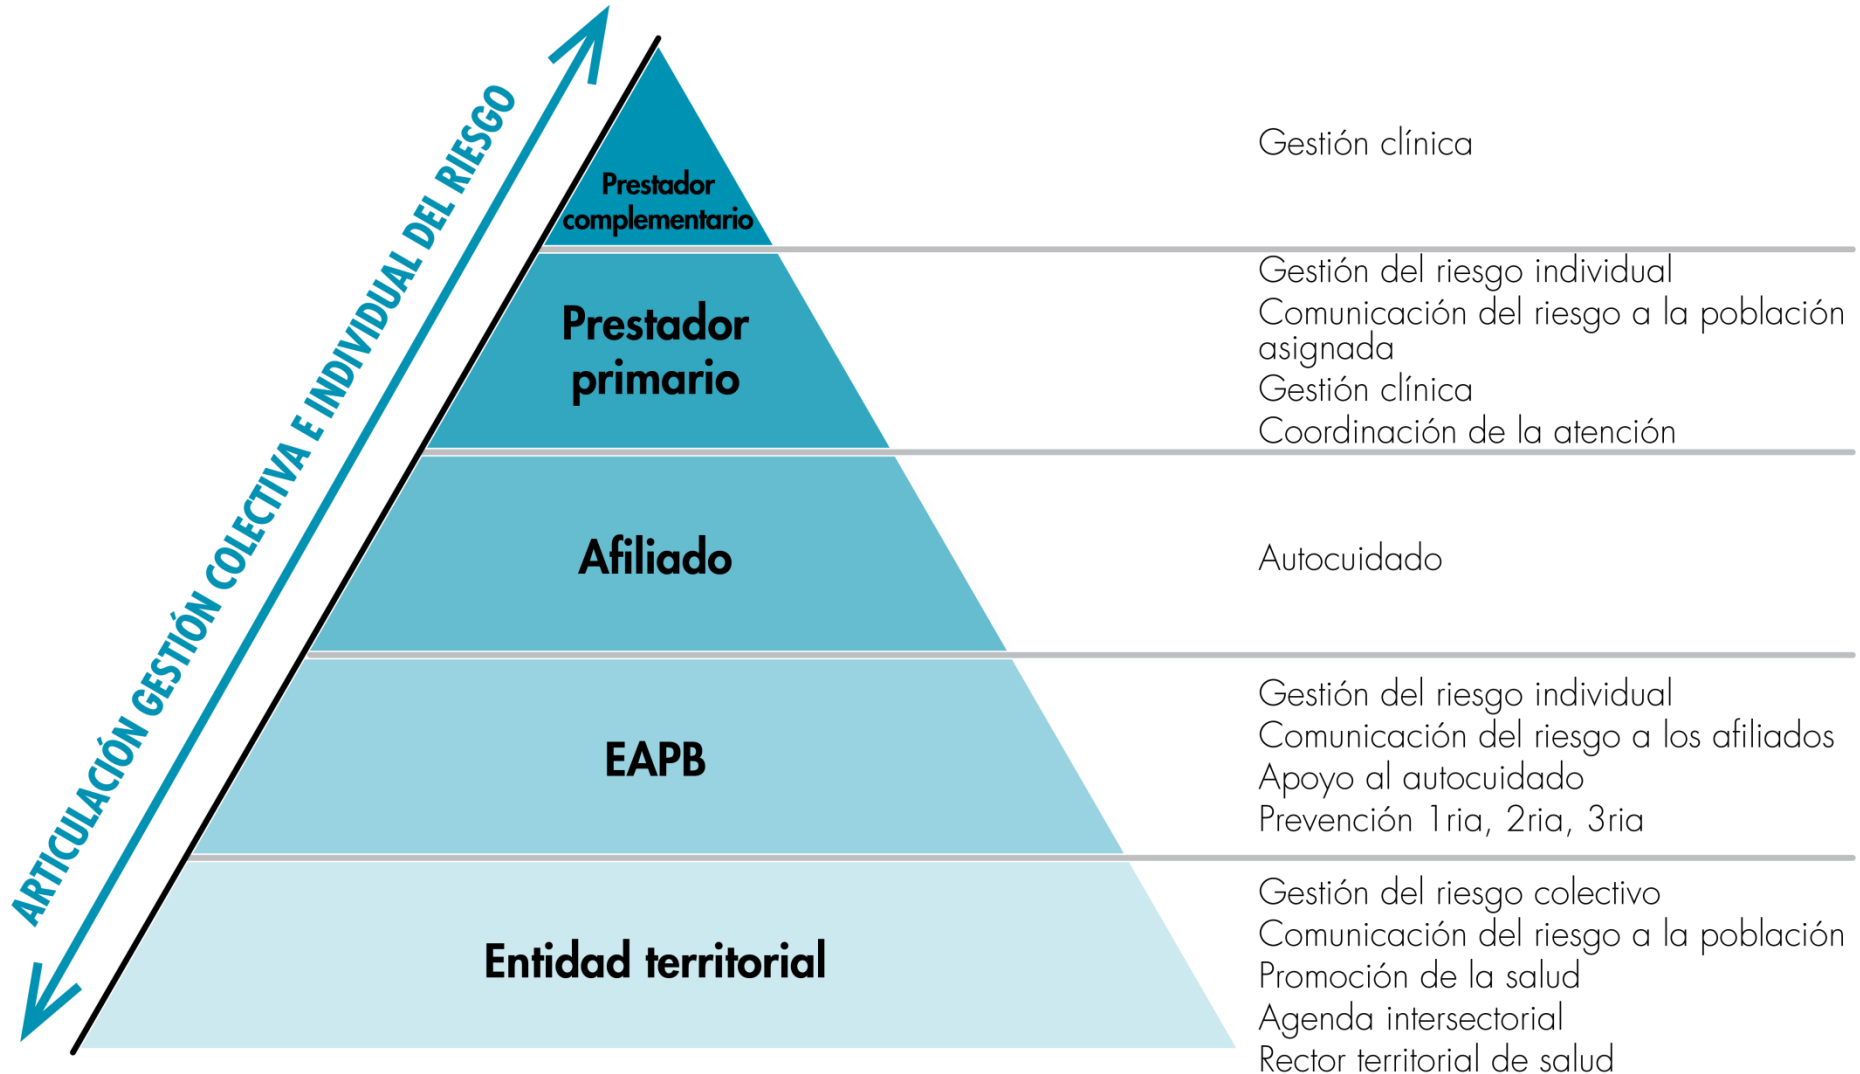 ARTICULACIÓN GESTIÓN COLECTIVA E INDIVIDUAL DEL RIESGO
Prestador
complementario
Gestión clínica
Prestador
primario
Gestión del riesgo individual
Comunicación del riesgo a la población
asignada
Gestión clínica
Coordinación de la atención
Afiliado
Autocuidado
EAPB
Gestión del riesgo individual
Comunicación del riesgo a los afiliados
Apoyo al autocuidado
Prevención 1ria, 2ria, 3ria
Entidad territorial
Gestión del riesgo colectivo
Comunicación del riesgo a la población
Promoción de la salud
Agenda intersectorial
Rector territorial de salud